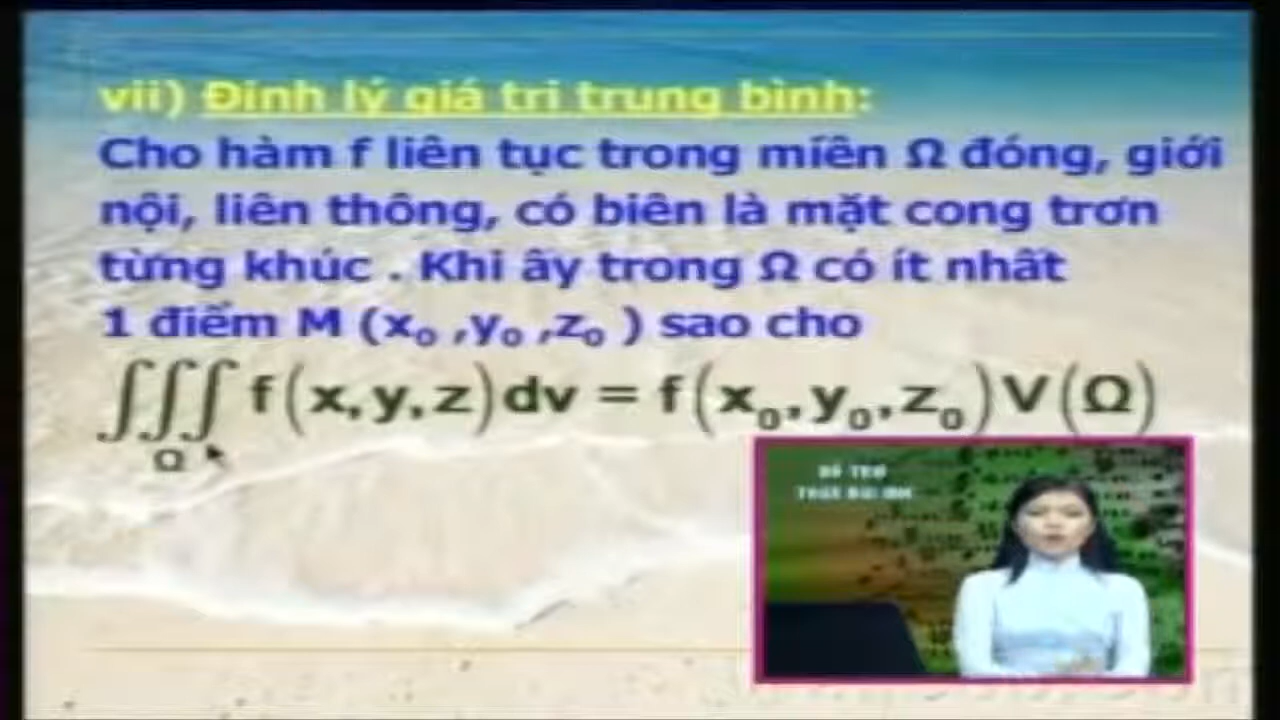 vii) Định lý giá trị trung bình:
Cho hàm f liên tục trong miền Ω đóng, giới
nội, liên thông, có biên là mặt cong trơn
từng khúc . Khi ấy trong Ω có ít nhất
1 điểm M (x₀ ,y₀ ,z₀ ) sao cho
∭ f(x,y,z)dv = f(x₀,y₀,z₀)V(Ω)
Ω